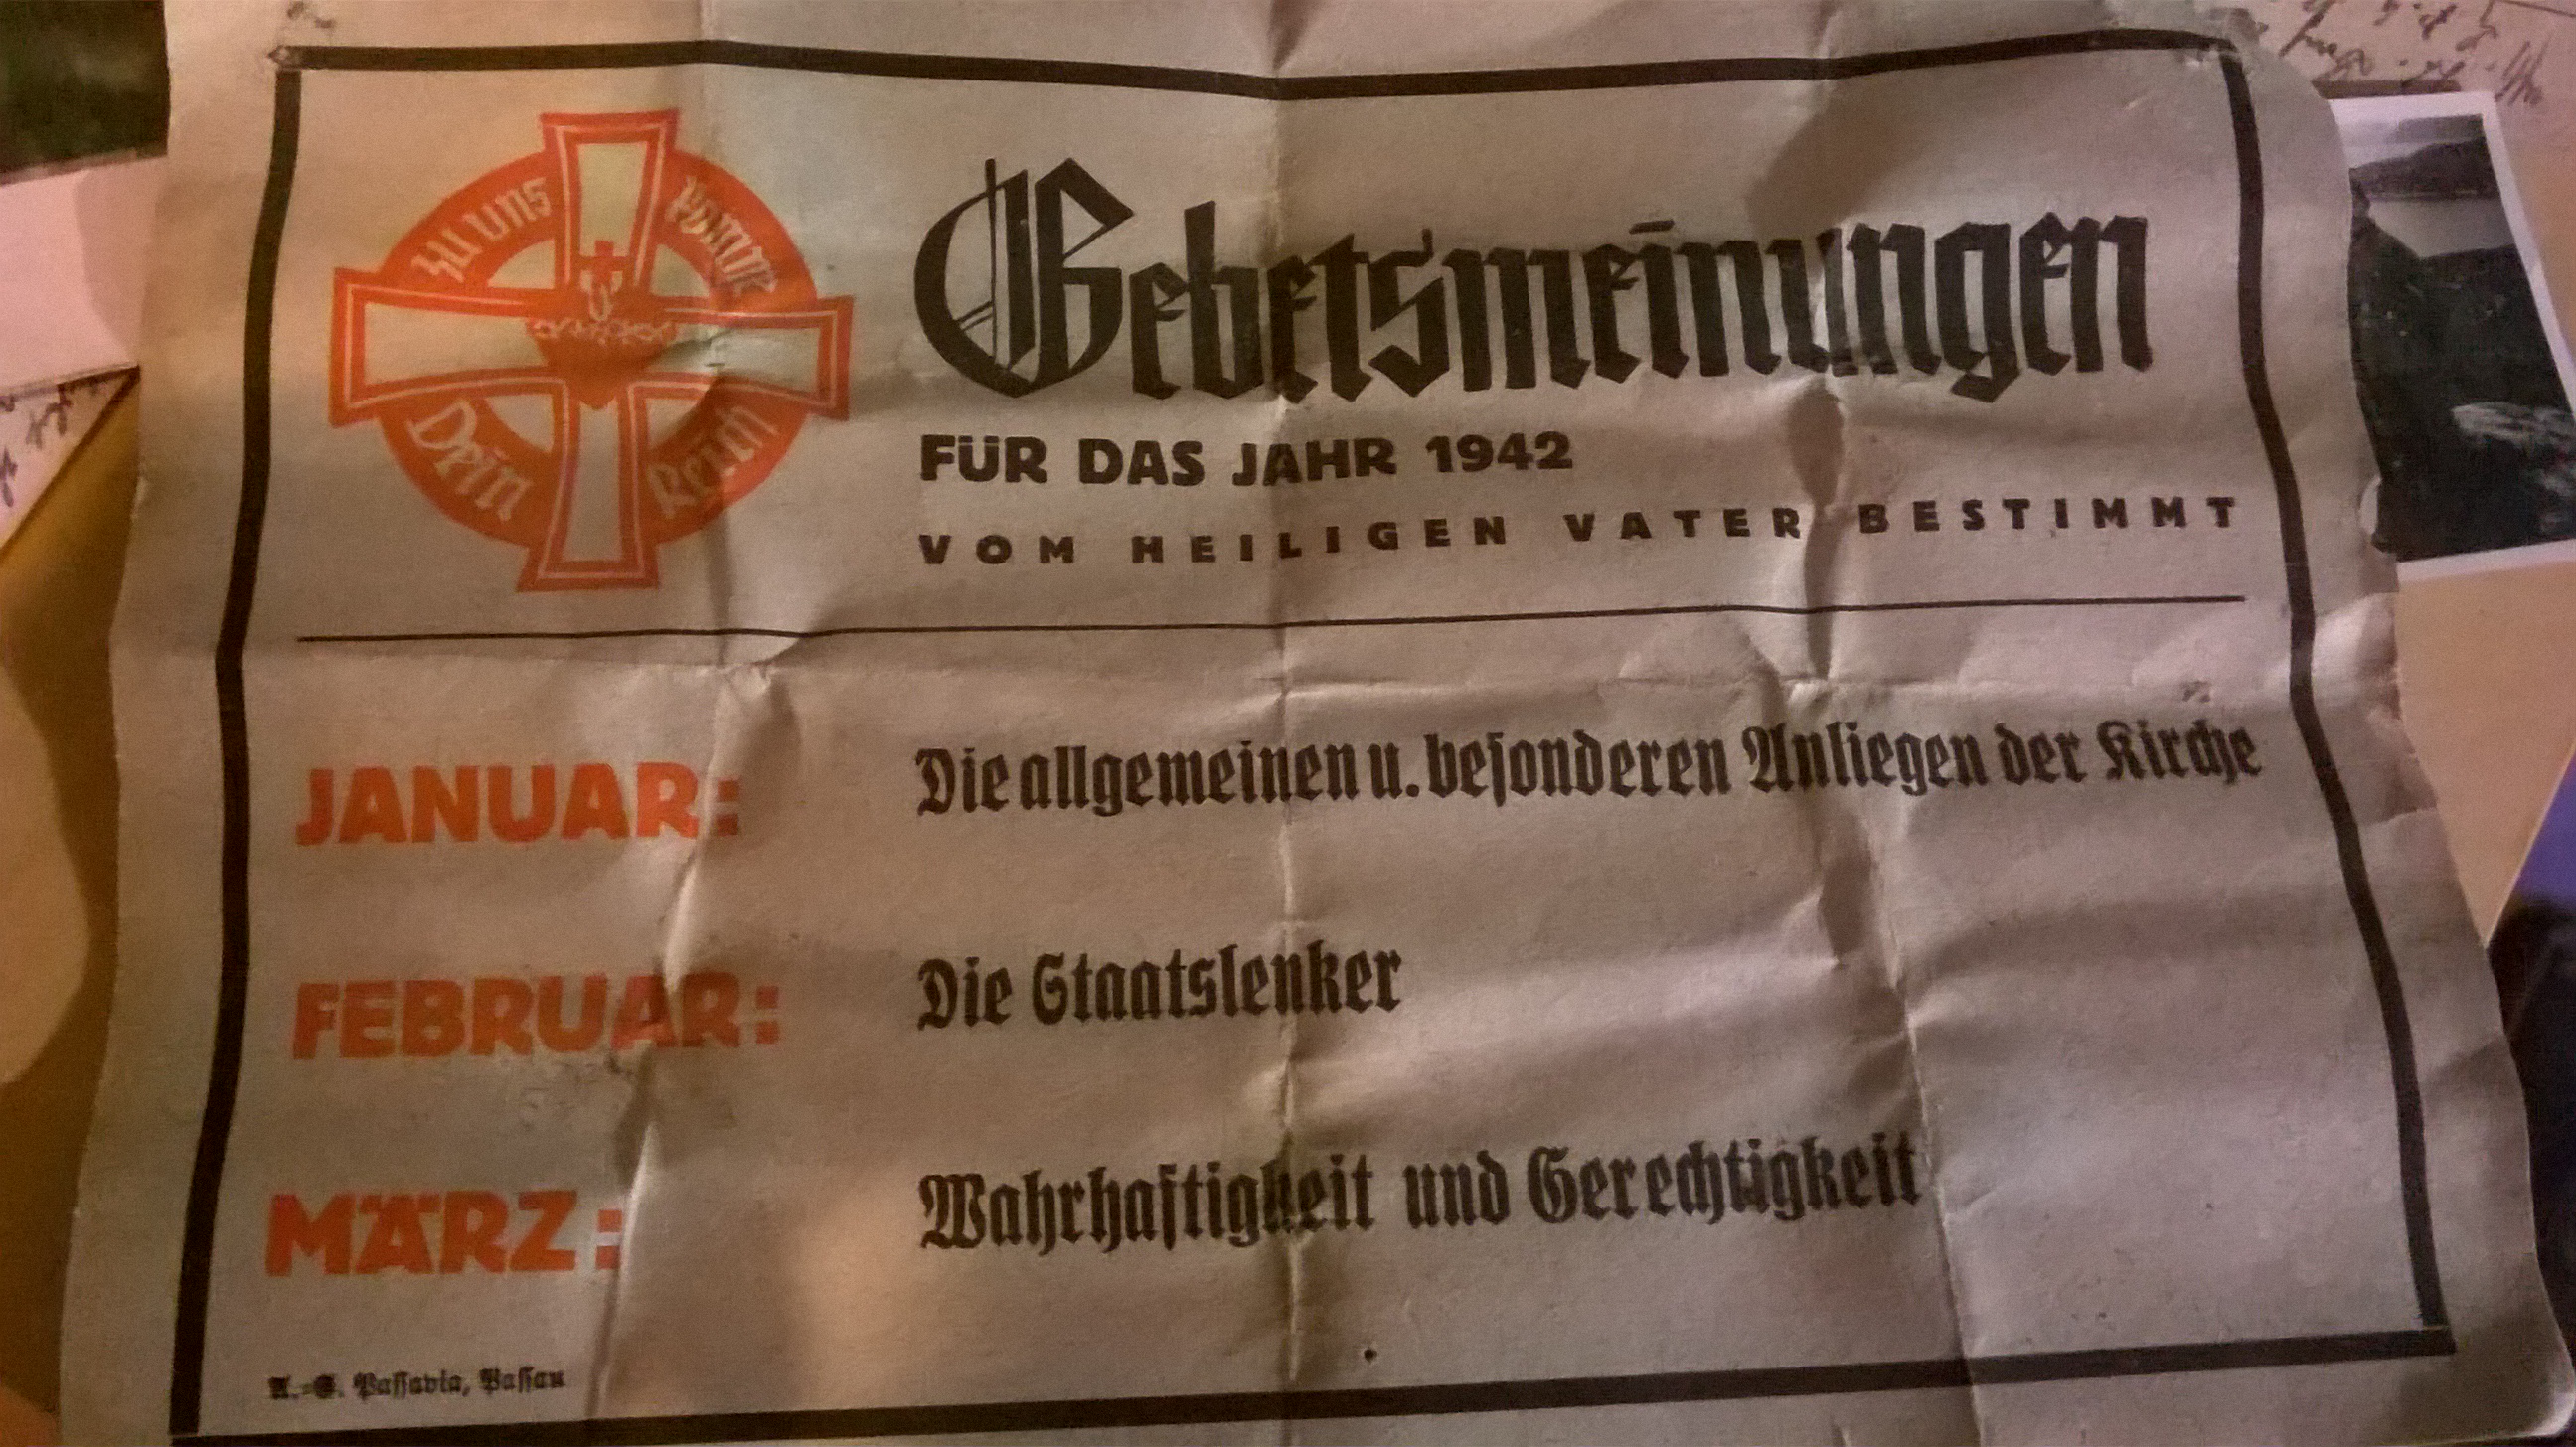 zu uns komme
Dein Reich
Gebetsmeinungen
FÜR DAS JAHR 1942
VOM HEILIGEN VATER BESTIMMT
JANUAR: Die allgemeinen u. besonderen Anliegen der Kirche
FEBRUAR: Die Staatslenker
MÄRZ: Wahrhaftigkeit und Gerechtigkeit
A.-G. Passavia, Passau